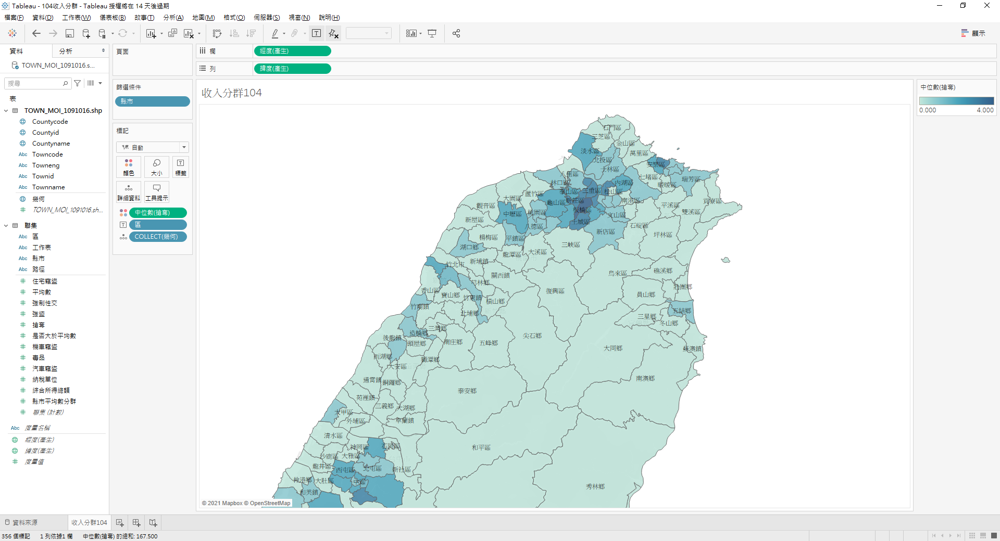 Tableau - 104收入分群 - Tableau 授權將在 14 天後過期
檔案(F) 資料(D) 工作表(W) 儀表板(B) 故事(T) 分析(A) 地圖(M) 格式(O) 伺服器(S) 視窗(N) 說明(H)
顯示
資料 分析
TOWN_MOI_1091016.s...
搜尋
表
TOWN_MOI_1091016.shp
Countycode
Countyid
Countyname
Abc Towncode
Abc Towneng
Abc Townid
Abc Townname
幾何
TOWN_MOI_1091016.sh...
聯集
Abc 區
Abc 工作表
Abc 縣市
Abc 路徑
住宅竊盜
平均數
強制性交
強盜
搶奪
是否大於平均數
機車竊盜
毒品
汽車竊盜
納稅單位
綜合所得總額
縣市平均數分群
聯集 (計數)
Abc 度量名稱
經度(產生)
緯度(產生)
度量值
頁面
篩選條件
縣市
標記
自動
顏色 大小 標籤
詳細資料 工具提示
中位數(搶奪)
區
COLLECT(幾何)
欄 經度(產生)
列 緯度(產生)
收入分群104
石門區
三芝區
金山區
淡水區
萬里區
北投區
安樂區
士林區
八里區
七堵區
瑞芳區
林口區
內湖區
暖暖區
泰山區
三重區
松山區
蘆竹區
大園區
龜山區
新莊區
南港區
貢寮區
觀音區
平溪區
中壢區
桃園區
板橋區
文山區
雙溪區
新屋區
土城區
八德區
石碇區
新店區
坪林區
楊梅區
平鎮區
三峽區
湖口鄉
大溪區
龍潭區
新埔鎮
竹北市
礁溪鄉
關西鎮
烏來區
芎林鄉
壯圍鄉
香山區
復興區
寶山鄉
員山鄉
竹東鎮
橫山鄉
竹南鎮
五結鄉
北埔鄉
三星鄉
冬山鄉
三灣鄉
造橋鄉
尖石鄉
後龍鎮
南庄鄉
五峰鄉
頭屋鄉
大同鄉
蘇澳鎮
西湖鄉
獅潭鄉
大安區
南澳鄉
通霄鎮
銅鑼鄉
泰安鄉
苑裡鎮
三義鄉
大湖鄉
大甲區
外埔區
卓蘭鎮
清水區
神岡區
石岡區
和平區
沙鹿區
大雅區
龍井區
西屯區
北屯區
新社區
伸港鄉
大肚區
中區
秀林鄉
和美鎮
© 2021 Mapbox © OpenStreetMap
中位數(搶奪)
0.000 4.000
資料來源 收入分群104
356 個標記 1 列依據1 欄 中位數(搶奪) 的總和: 167.500